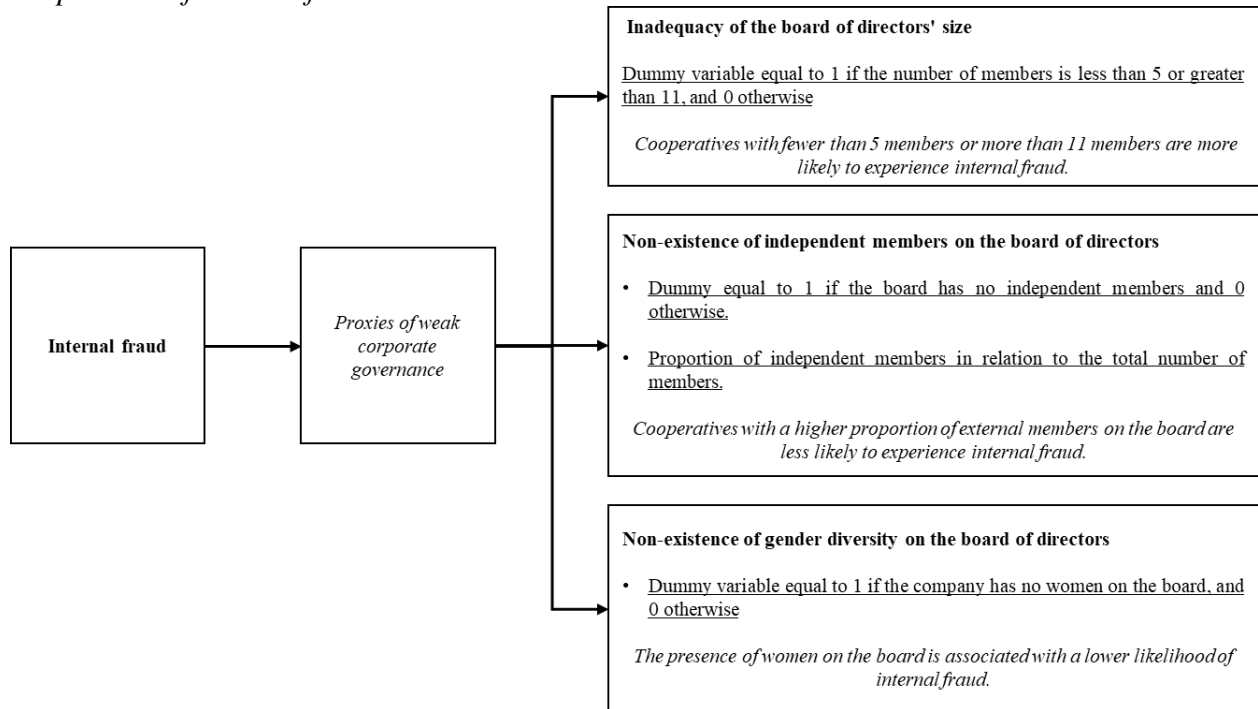 Inadequacy of the board of directors' size
Dummy variable equal to 1 if the number of members is less than 5 or greater
than 11, and 0 otherwise
Cooperatives with fewer than 5 members or more than 11 members are more
likely to experience internal fraud.
Internal fraud
Proxies of weak
corporate
governance
Non-existence of independent members on the board of directors
• Dummy equal to 1 if the board has no independent members and 0
otherwise.
• Proportion of independent members in relation to the total number of
members.
Cooperatives with a higher proportion of external members on the board are
less likely to experience internal fraud.
Non-existence of gender diversity on the board of directors
• Dummy variable equal to 1 if the company has no women on the board, and
0 otherwise
The presence of women on the board is associated with a lower likelihood of
internal fraud.